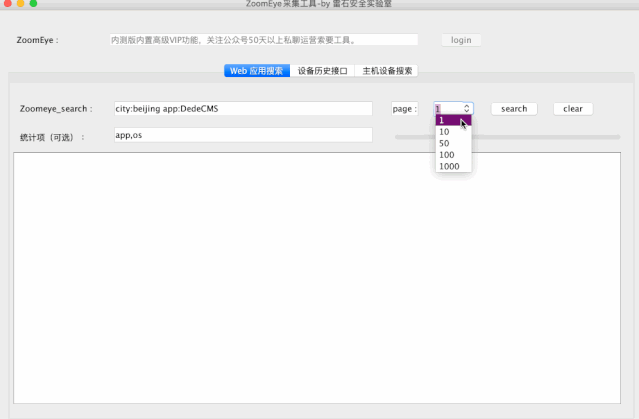 ZoomEye采集工具-by 雷石安全实验室
ZoomEye : 内测版内置高级VIP功能，关注公众号50天以上私聊运营索要工具。 login
Web 应用搜索 设备历史接口 主机设备搜索
Zoomeye_search : city:beijing app:DedeCMS page : 1 search clear
统计项（可选） : app,os
1
10
50
100
1000